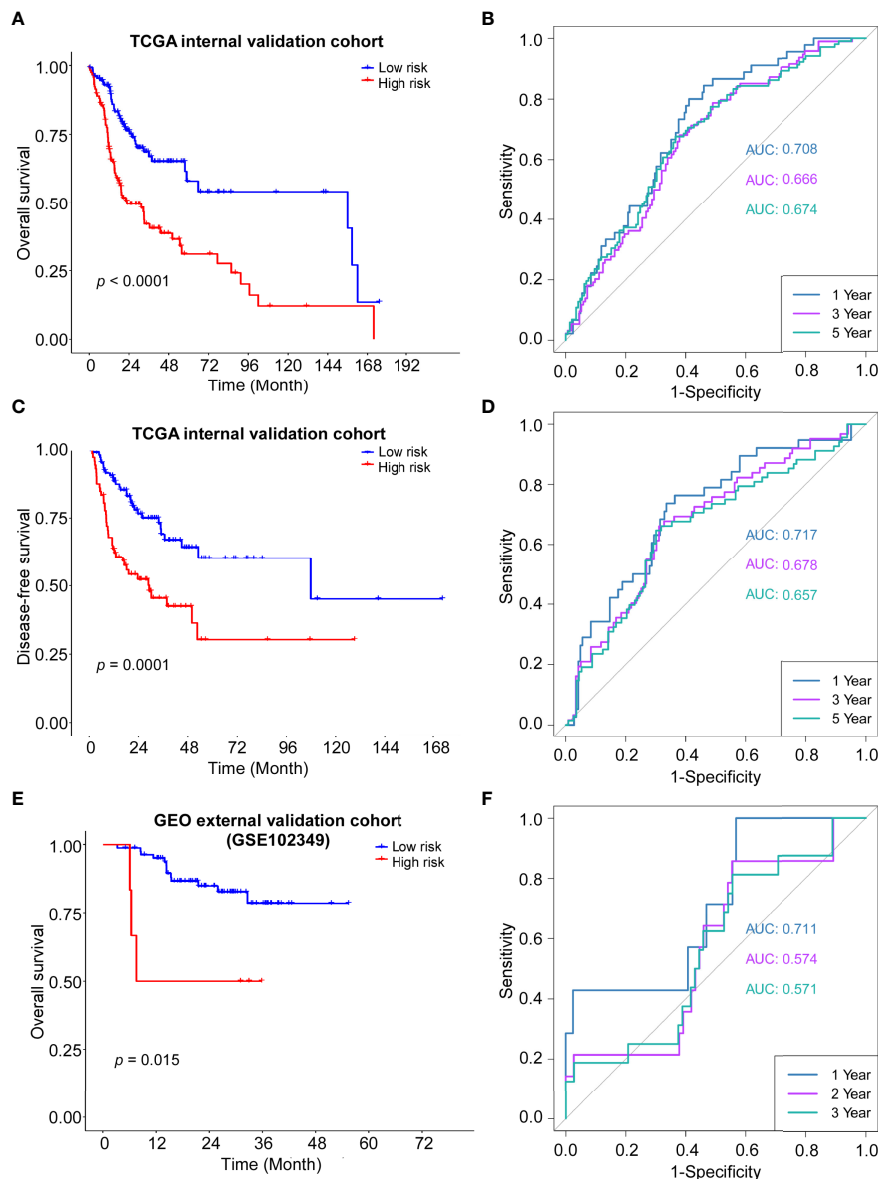 A
TCGA internal validation cohort
Low risk
High risk
1.00
0.75
0.50
0.25
0.00
Overall survival
p < 0.0001
0 24 48 72 96 120 144 168 192
Time (Month)
B
1.0
0.8
0.6
0.4
0.2
0.0
Sensitivity
AUC: 0.708
AUC: 0.666
AUC: 0.674
1 Year
3 Year
5 Year
0.0 0.2 0.4 0.6 0.8 1.0
1-Specificity
C
TCGA internal validation cohort
Low risk
High risk
1.00
0.75
0.50
0.25
0.00
Disease-free survival
p = 0.0001
0 24 48 72 96 120 144 168
Time (Month)
D
1.0
0.8
0.6
0.4
0.2
0.0
Sensitivity
AUC: 0.717
AUC: 0.678
AUC: 0.657
1 Year
3 Year
5 Year
0.0 0.2 0.4 0.6 0.8 1.0
1-Specificity
E
GEO external validation cohort
(GSE102349)
Low risk
High risk
1.00
0.75
0.50
0.25
0.00
Overall survival
p = 0.015
0 12 24 36 48 60 72
Time (Month)
F
1.0
0.8
0.6
0.4
0.2
0.0
Sensitivity
AUC: 0.711
AUC: 0.574
AUC: 0.571
1 Year
2 Year
3 Year
0.0 0.2 0.4 0.6 0.8 1.0
1-Specificity